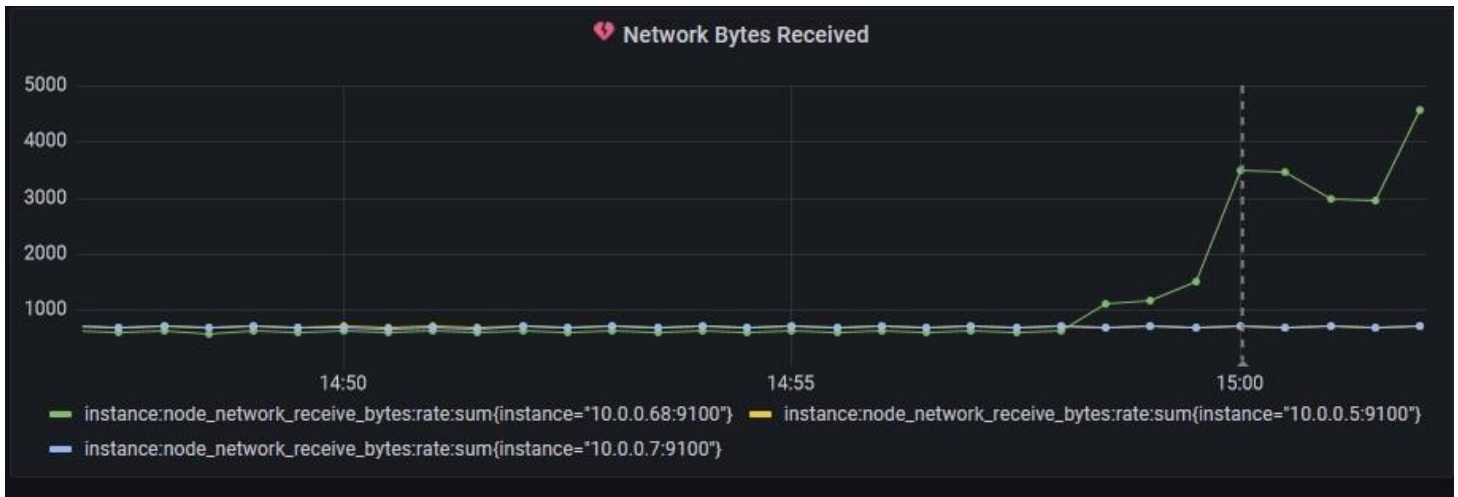 Network Bytes Received
5000
4000
3000
2000
1000
14:50 14:55 15:00
instance:node_network_receive_bytes:rate:sum{instance="10.0.0.68:9100"} instance:node_network_receive_bytes:rate:sum{instance="10.0.0.5:9100"}
instance:node_network_receive_bytes:rate:sum{instance="10.0.0.7:9100"}